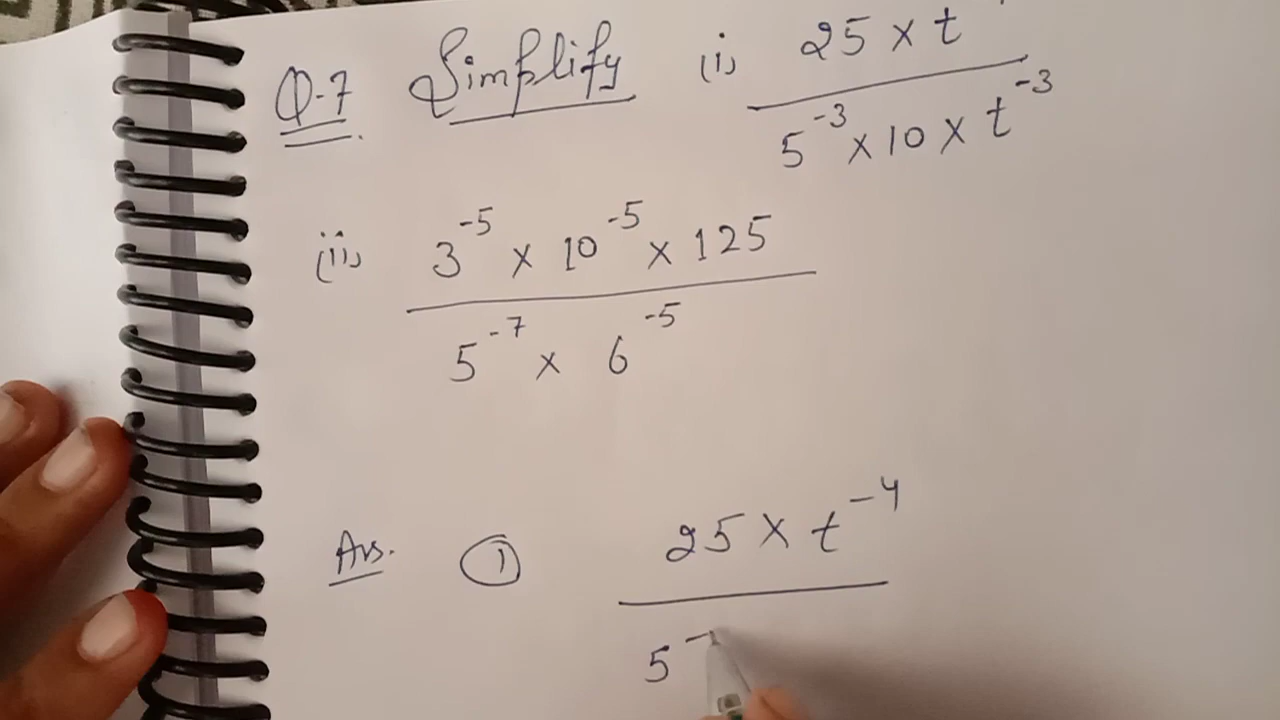 Q.7 Simplify (i) 25 × t
5^-3 × 10 × t^-3
(ii) 3^-5 × 10^-5 × 125
5^-7 × 6^-5
Ans. ① 25 × t^-4
5^-